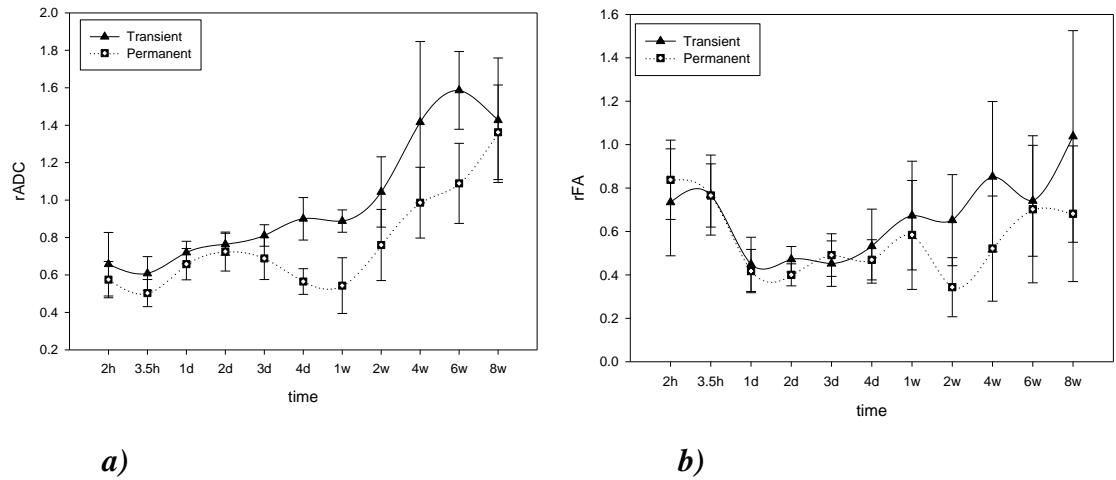 2.0
1.8
1.6
1.4
1.2
1.0
0.8
0.6
0.4
0.2
rADC
Transient
Permanent
2h 3.5h 1d 2d 3d 4d 1w 2w 4w 6w 8w
time
a)
1.6
1.4
1.2
1.0
0.8
0.6
0.4
0.2
0.0
rFA
Transient
Permanent
2h 3.5h 1d 2d 3d 4d 1w 2w 4w 6w 8w
time
b)